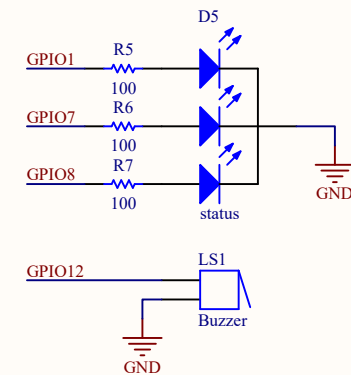 D5
GPIO1
R5
100
GPIO7
R6
100
GPIO8
R7
100
status
GND
GPIO12
LS1
Buzzer
GND